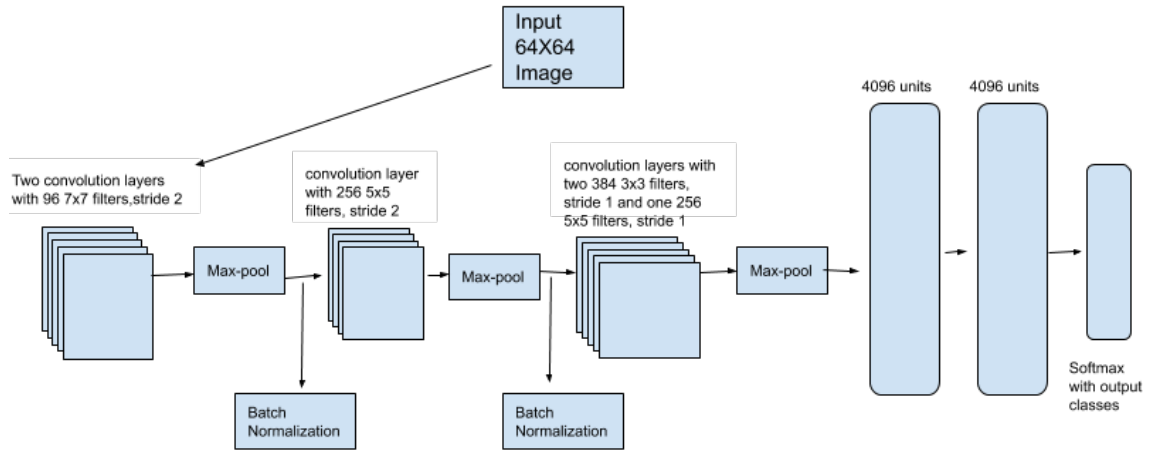 Input
64X64
Image
Two convolution layers
with 96 7x7 filters,stride 2
convolution layer
with 256 5x5
filters, stride 2
convolution layers with
two 384 3x3 filters,
stride 1 and one 256
5x5 filters, stride 1
4096 units
4096 units
Max-pool
Max-pool
Max-pool
Batch
Normalization
Batch
Normalization
Softmax
with output
classes